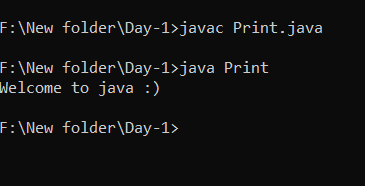 F:\New folder\Day-1>javac Print.java
F:\New folder\Day-1>java Print
Welcome to java :)
F:\New folder\Day-1>